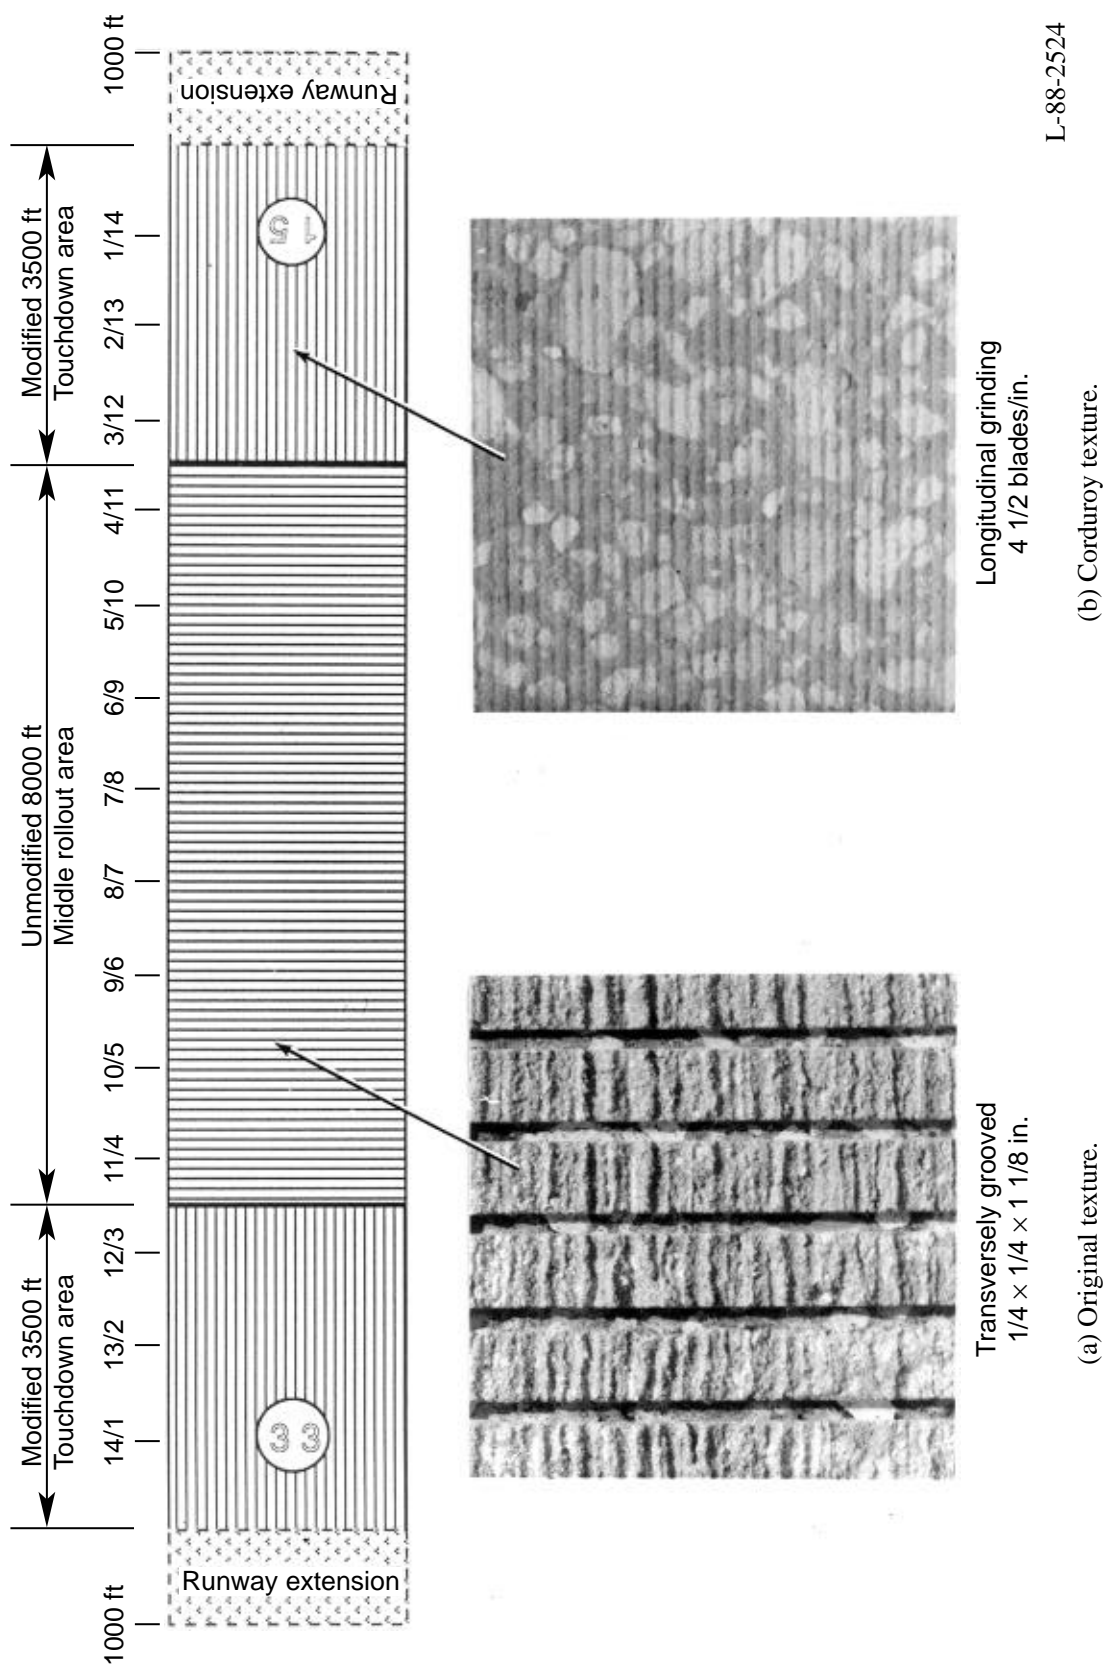 Modified 3500 ft
Touchdown area
Unmodified 8000 ft
Middle rollout area
Modified 3500 ft
Touchdown area
1000 ft
14/1
13/2
12/3
11/4
10/5
9/6
8/7
7/8
6/9
5/10
4/11
3/12
2/13
1/14
1000 ft
Runway extension
33
15
Runway extension
Transversely grooved
1/4 × 1/4 × 1 1/8 in.
Longitudinal grinding
4 1/2 blades/in.
L-88-2524
(a) Original texture.
(b) Corduroy texture.